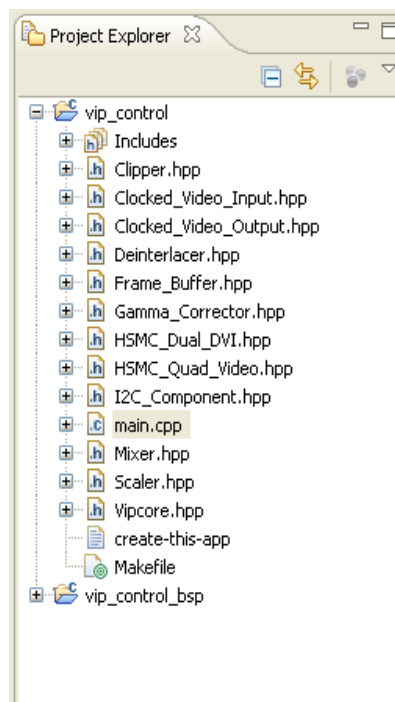 Project Explorer
vip_control
Includes
Clipper.hpp
Clocked_Video_Input.hpp
Clocked_Video_Output.hpp
Deinterlacer.hpp
Frame_Buffer.hpp
Gamma_Corrector.hpp
HSMC_Dual_DVI.hpp
HSMC_Quad_Video.hpp
I2C_Component.hpp
main.cpp
Mixer.hpp
Scaler.hpp
Vipcore.hpp
create-this-app
Makefile
vip_control_bsp